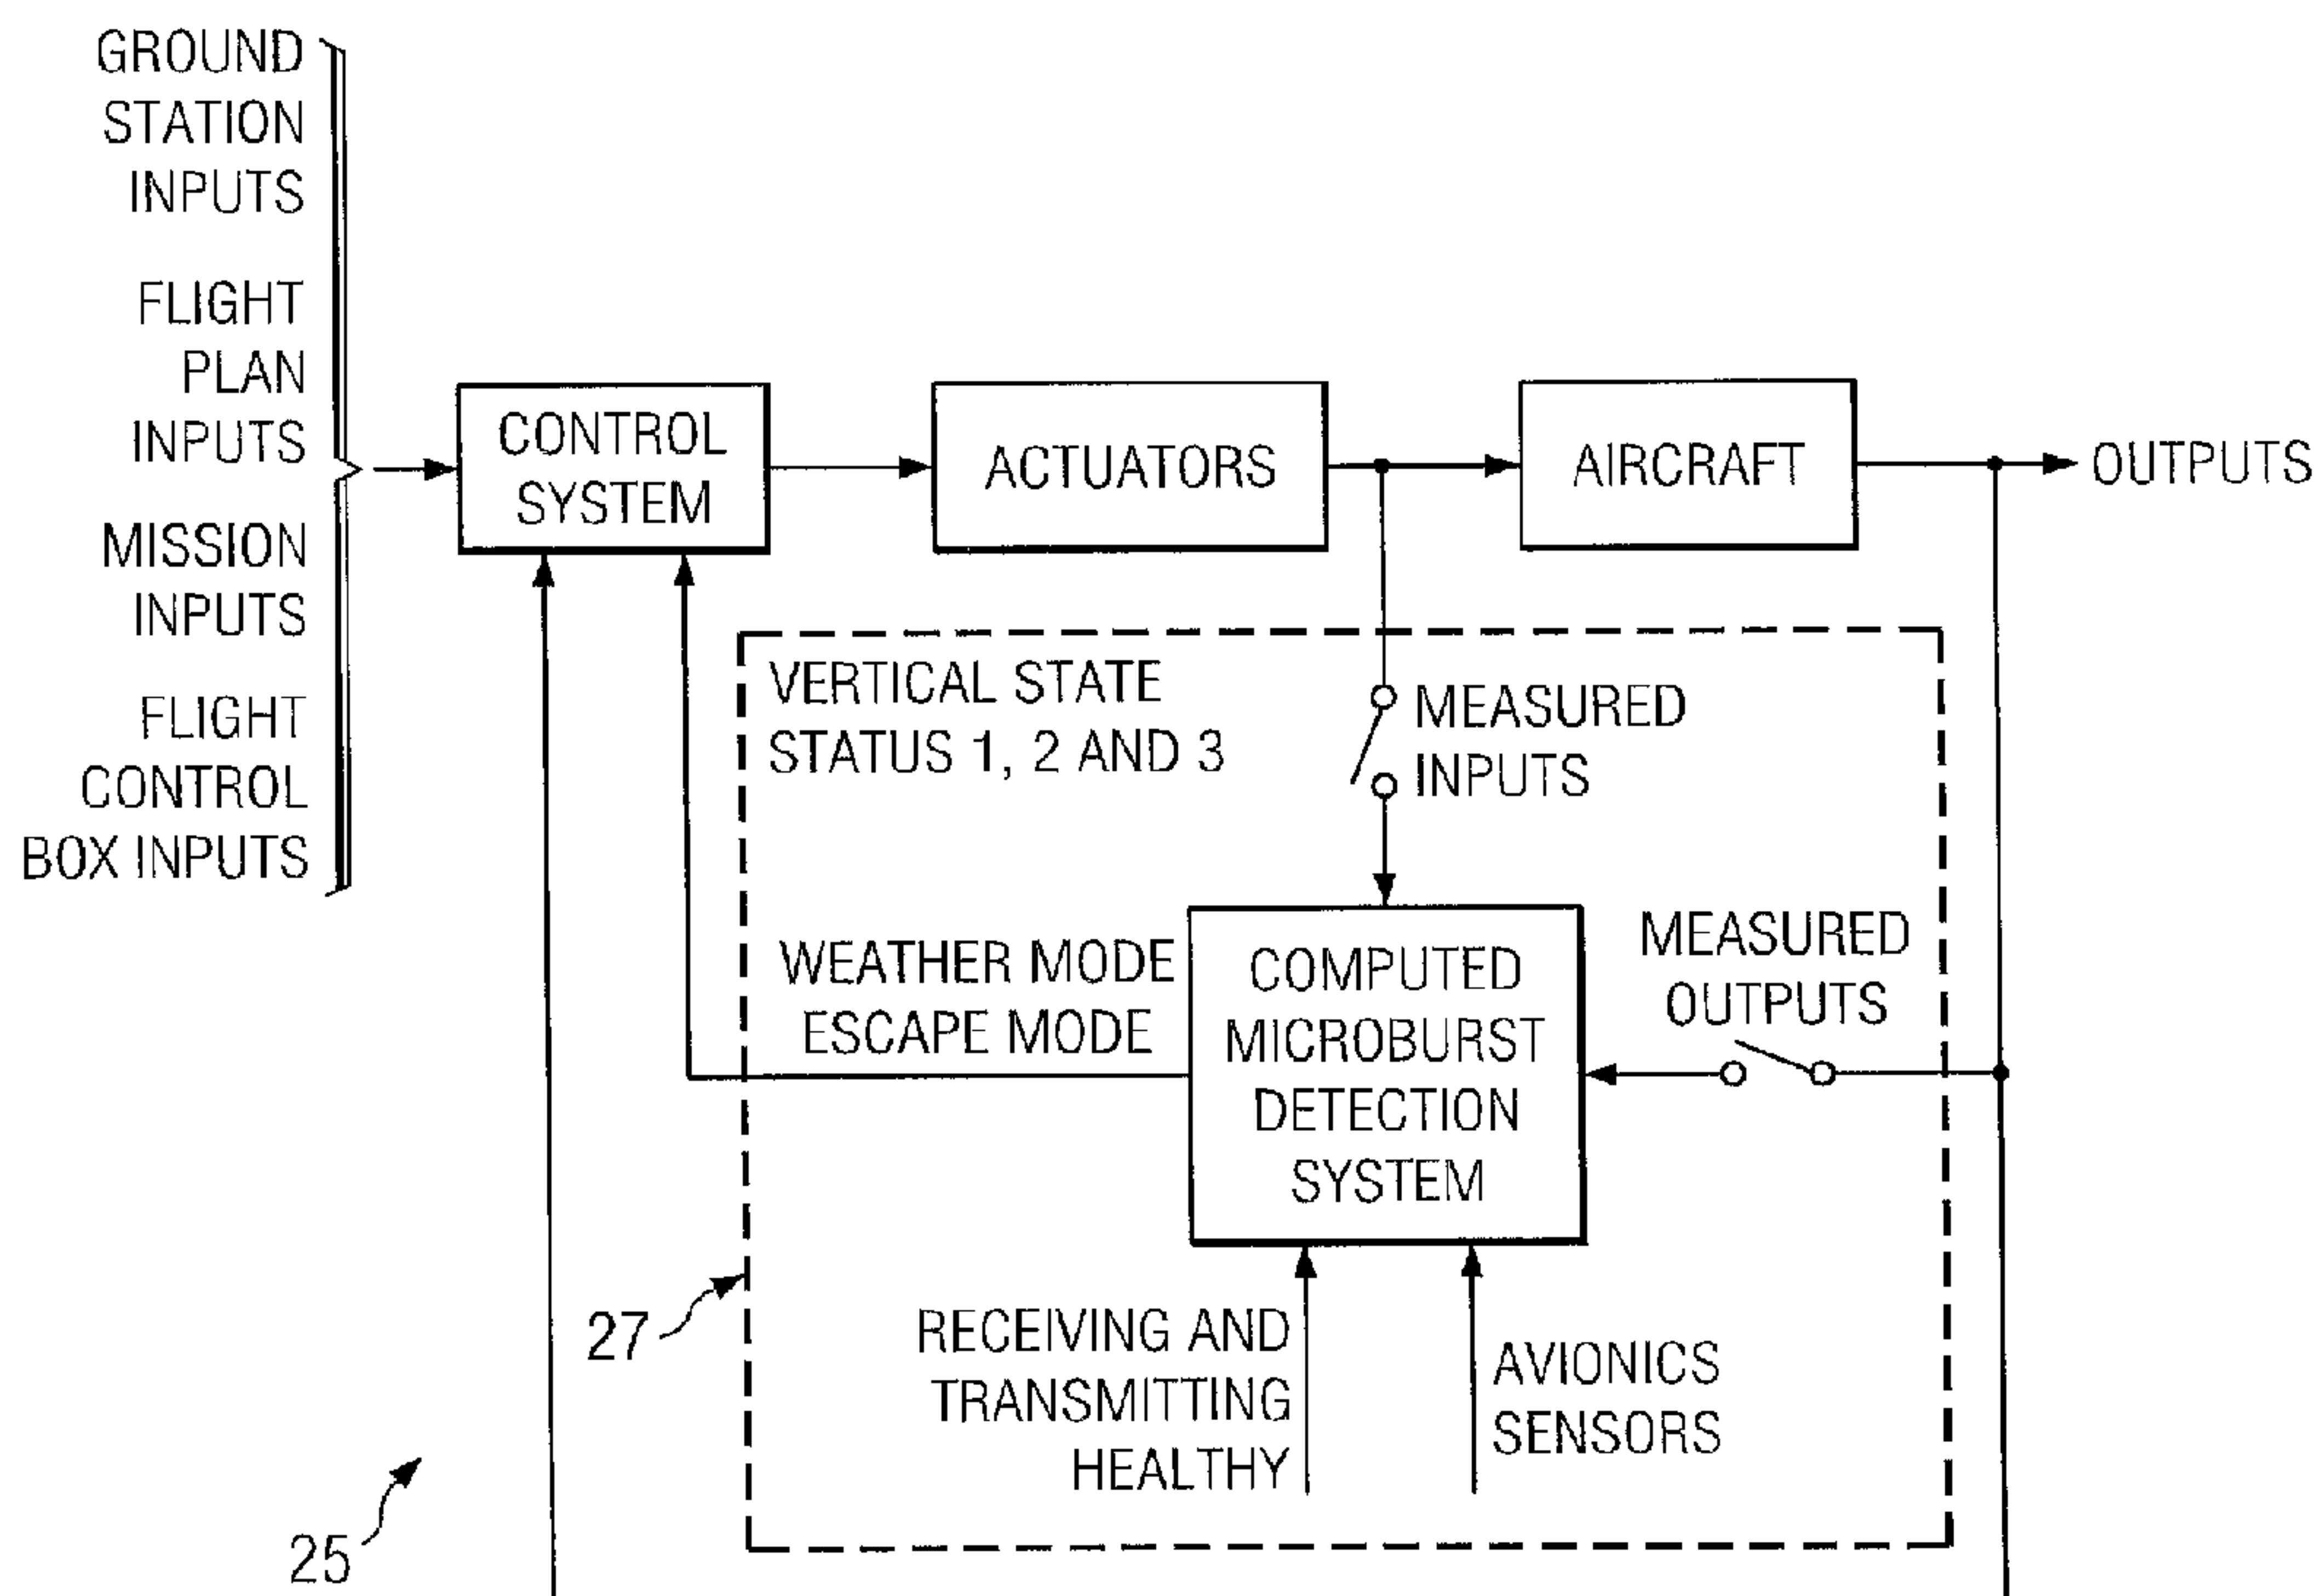 GROUND
STATION
INPUTS
FLIGHT
PLAN
INPUTS
MISSION
INPUTS
FLIGHT
CONTROL
BOX INPUTS
CONTROL
SYSTEM
ACTUATORS
AIRCRAFT
OUTPUTS
VERTICAL STATE
STATUS 1, 2 AND 3
MEASURED
INPUTS
WEATHER MODE
ESCAPE MODE
COMPUTED
MICROBURST
DETECTION
SYSTEM
MEASURED
OUTPUTS
27
RECEIVING AND
TRANSMITTING
HEALTHY
AVIONICS
SENSORS
25